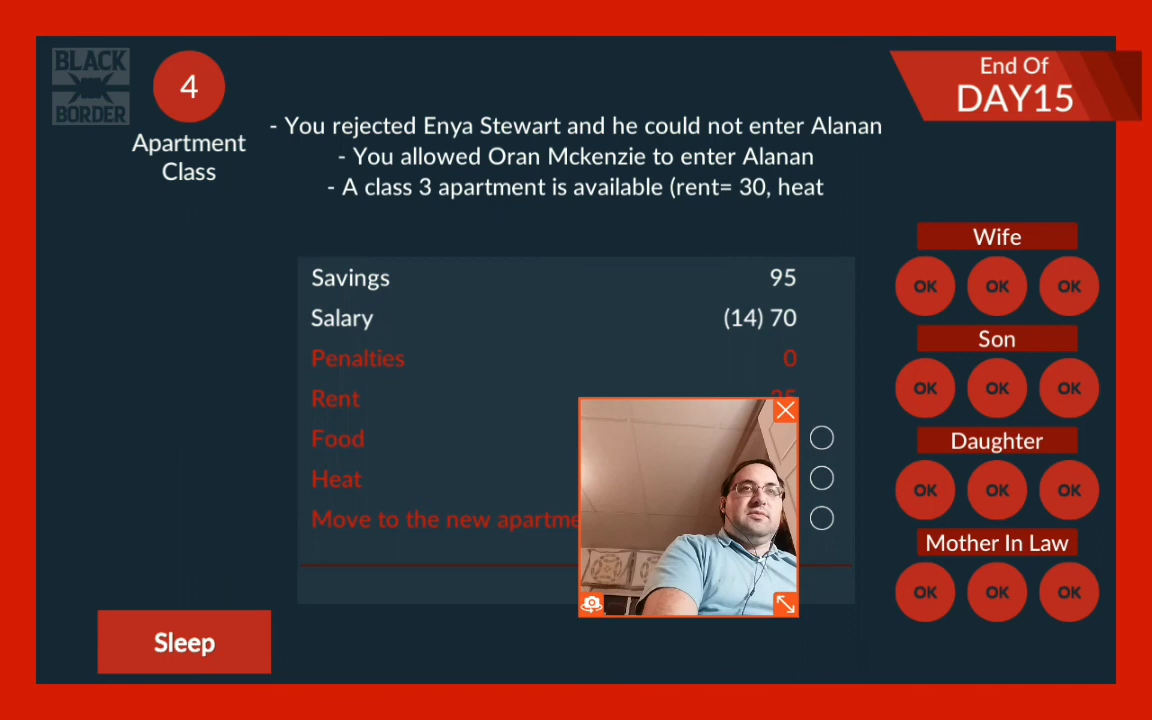 BLACK
BORDER
4
Apartment
Class
End Of
DAY15
- You rejected Enya Stewart and he could not enter Alanan
- You allowed Oran Mckenzie to enter Alanan
- A class 3 apartment is available (rent= 30, heat
Savings 95
Salary (14) 70
Penalties 0
Rent
Food
Heat
Move to the new
Wife
OK OK OK
Son
OK OK OK
Daughter
OK OK OK
Mother In Law
OK OK OK
Sleep